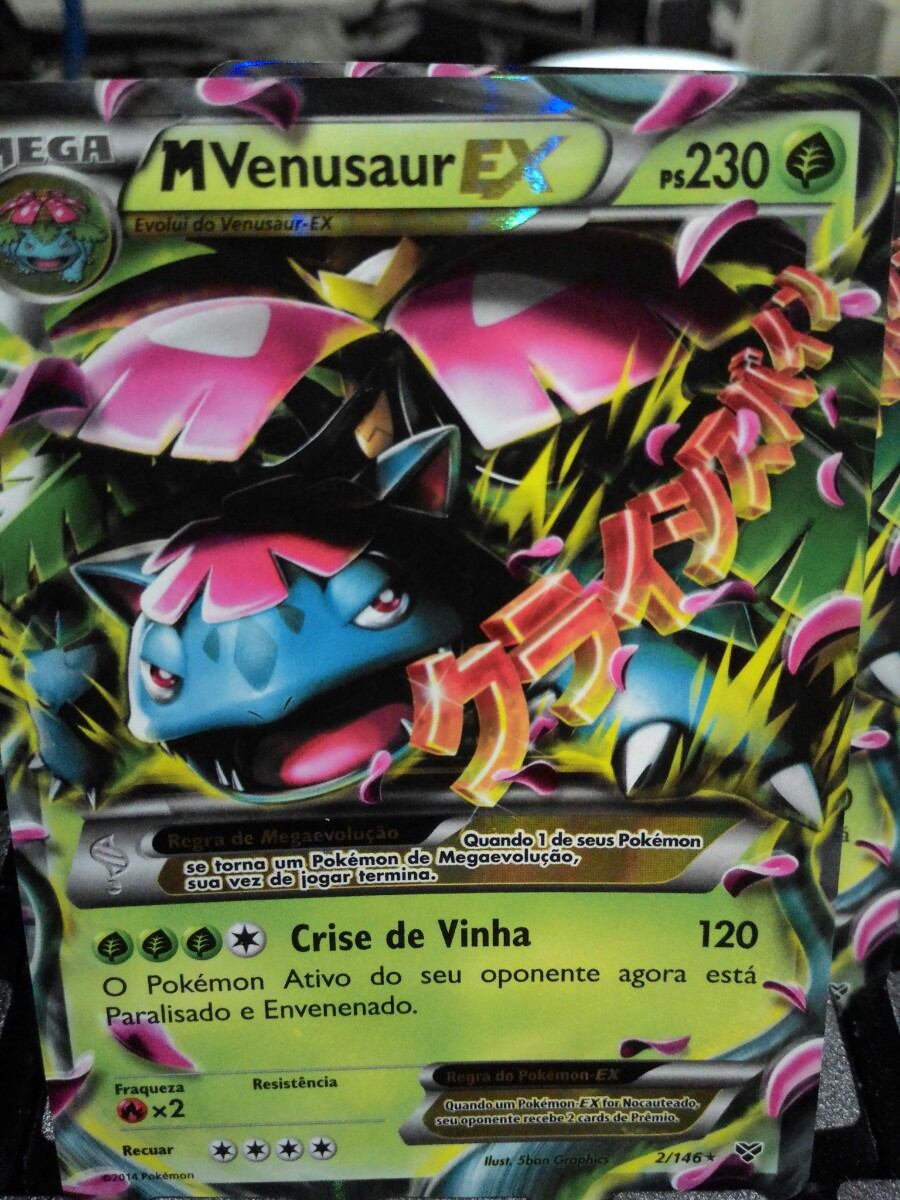 MEGA
M Venusaur EX
PS230
Evolui do Venusaur-EX
Regra de Megaevolução
Quando 1 de seus Pokémon
se torna um Pokémon de Megaevolução,
sua vez de jogar termina.
Crise de Vinha 120
O Pokémon Ativo do seu oponente agora está
Paralisado e Envenenado.
Fraqueza
×2
Resistência
Regra do Pokémon-EX
Quando um Pokémon-EX for Nocauteado,
seu oponente recebe 2 cards de Prêmio.
Recuar
Ilust. 5ban Graphics
2/146
©2014 Pokémon